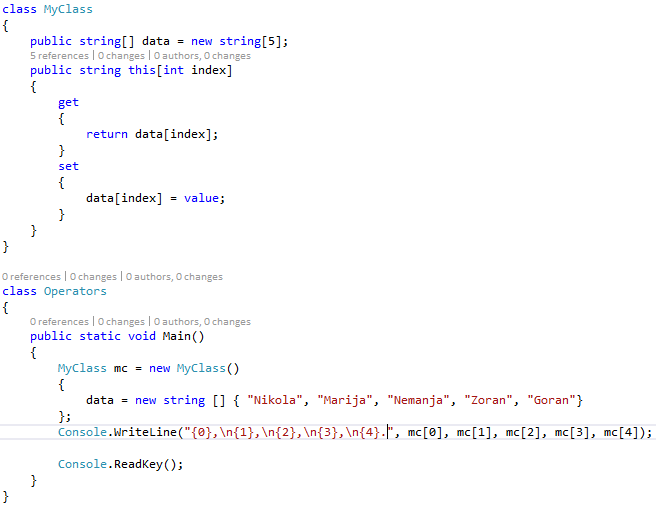 class MyClass
{
public string[] data = new string[5];
5 references | 0 changes | 0 authors, 0 changes
public string this[int index]
{
get
{
return data[index];
}
set
{
data[index] = value;
}
}
}
0 references | 0 changes | 0 authors, 0 changes
class Operators
{
0 references | 0 changes | 0 authors, 0 changes
public static void Main()
{
MyClass mc = new MyClass()
{
data = new string [] { "Nikola", "Marija", "Nemanja", "Zoran", "Goran"}
};
Console.WriteLine("{0},\n{1},\n{2},\n{3},\n{4}.", mc[0], mc[1], mc[2], mc[3], mc[4]);
Console.ReadKey();
}
}